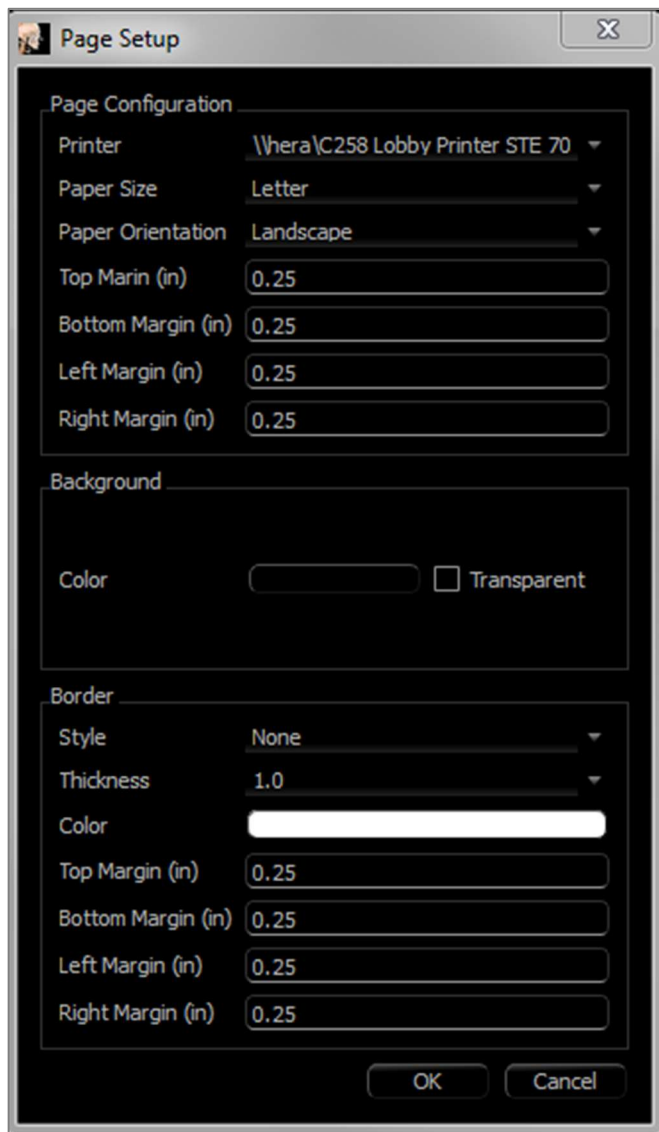 Page Setup
Page Configuration
Printer \\hera\C258 Lobby Printer STE 70
Paper Size Letter
Paper Orientation Landscape
Top Marin (in) 0.25
Bottom Margin (in) 0.25
Left Margin (in) 0.25
Right Margin (in) 0.25
Background
Color Transparent
Border
Style None
Thickness 1.0
Color
Top Margin (in) 0.25
Bottom Margin (in) 0.25
Left Margin (in) 0.25
Right Margin (in) 0.25
OK Cancel